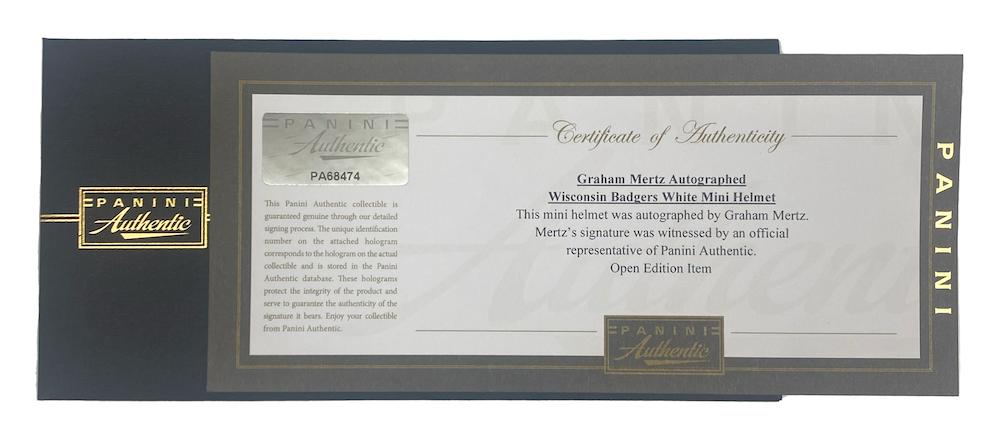 PANINI
Authentic
PANINI
Authentic
PA68474
This Panini Authentic collectible is
guaranteed genuine through our detailed
signing process. The unique identification
number on the attached hologram
corresponds to the hologram on the actual
collectible and is stored in the Panini
Authentic database. These holograms
protect the integrity of the product and
serve to guarantee the authenticity of the
signature it bears. Enjoy your collectible
from Panini Authentic.
Certificate of Authenticity
Graham Mertz Autographed
Wisconsin Badgers White Mini Helmet
This mini helmet was autographed by Graham Mertz.
Mertz's signature was witnessed by an official
representative of Panini Authentic.
Open Edition Item
PANINI
Authentic
PANINI